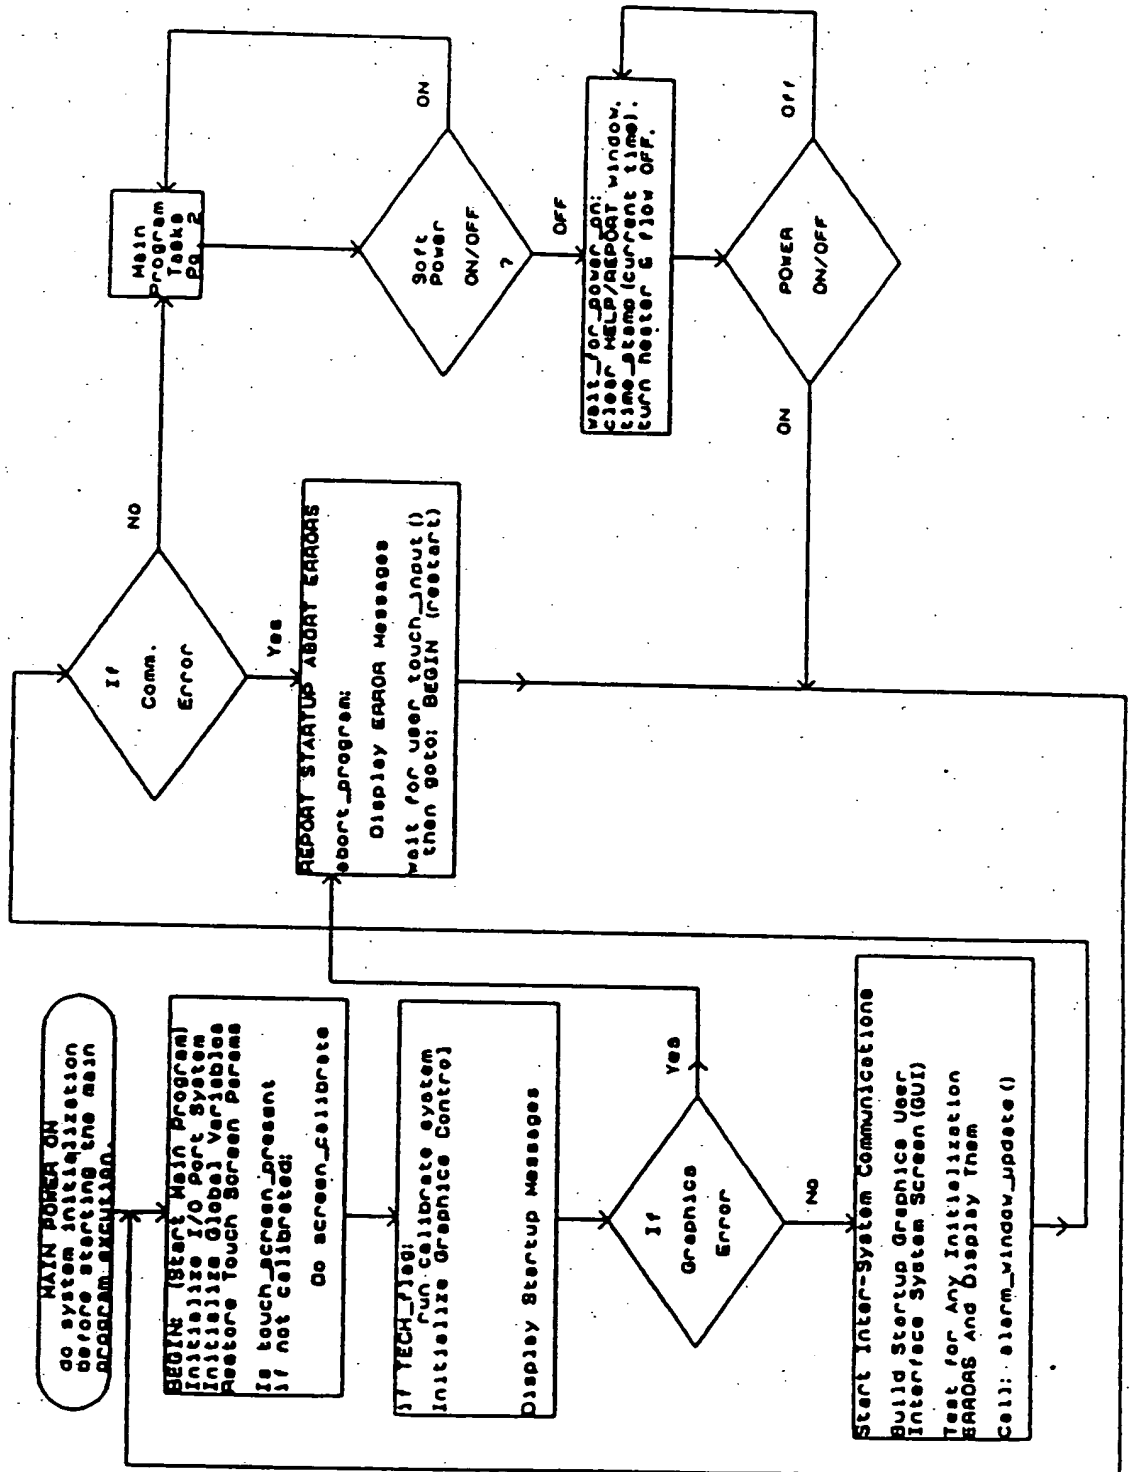 MAIN POWER ON
do system initialization
before starting the main
program excution.
BEGIN: (Start Main Program)
Initialize I/O Port System
Initialize Global Variables
Restore Touch Screen Params
Is touch_screen_present
if not calibrated:
Do screen_calibrate
if TECH_flag:
run calibrate system
Initialize Graphics Control
Display Startup Messages
If
Graphics
Error
Yes
NO
Start Inter-System Communications
Build Startup Graphics User
Interface System Screen (GUI)
Test for Any Initialization
ERRORS And Display Them
Call: alarm_window_update()
If
Comm.
Error
NO
Yes
REPORT STARTUP ABORT ERRORS
abort_program:
Display ERROR Messages
wait for user touch_input()
then goto: BEGIN (restart)
Main
Program
Tasks
Pg. 2
Soft
Power
ON/OFF
?
ON
OFF
wait_for_power_on:
clear HELP/REPORT window.
time_stamp(current time).
turn heater & flow OFF.
POWER
ON/OFF
Off
ON